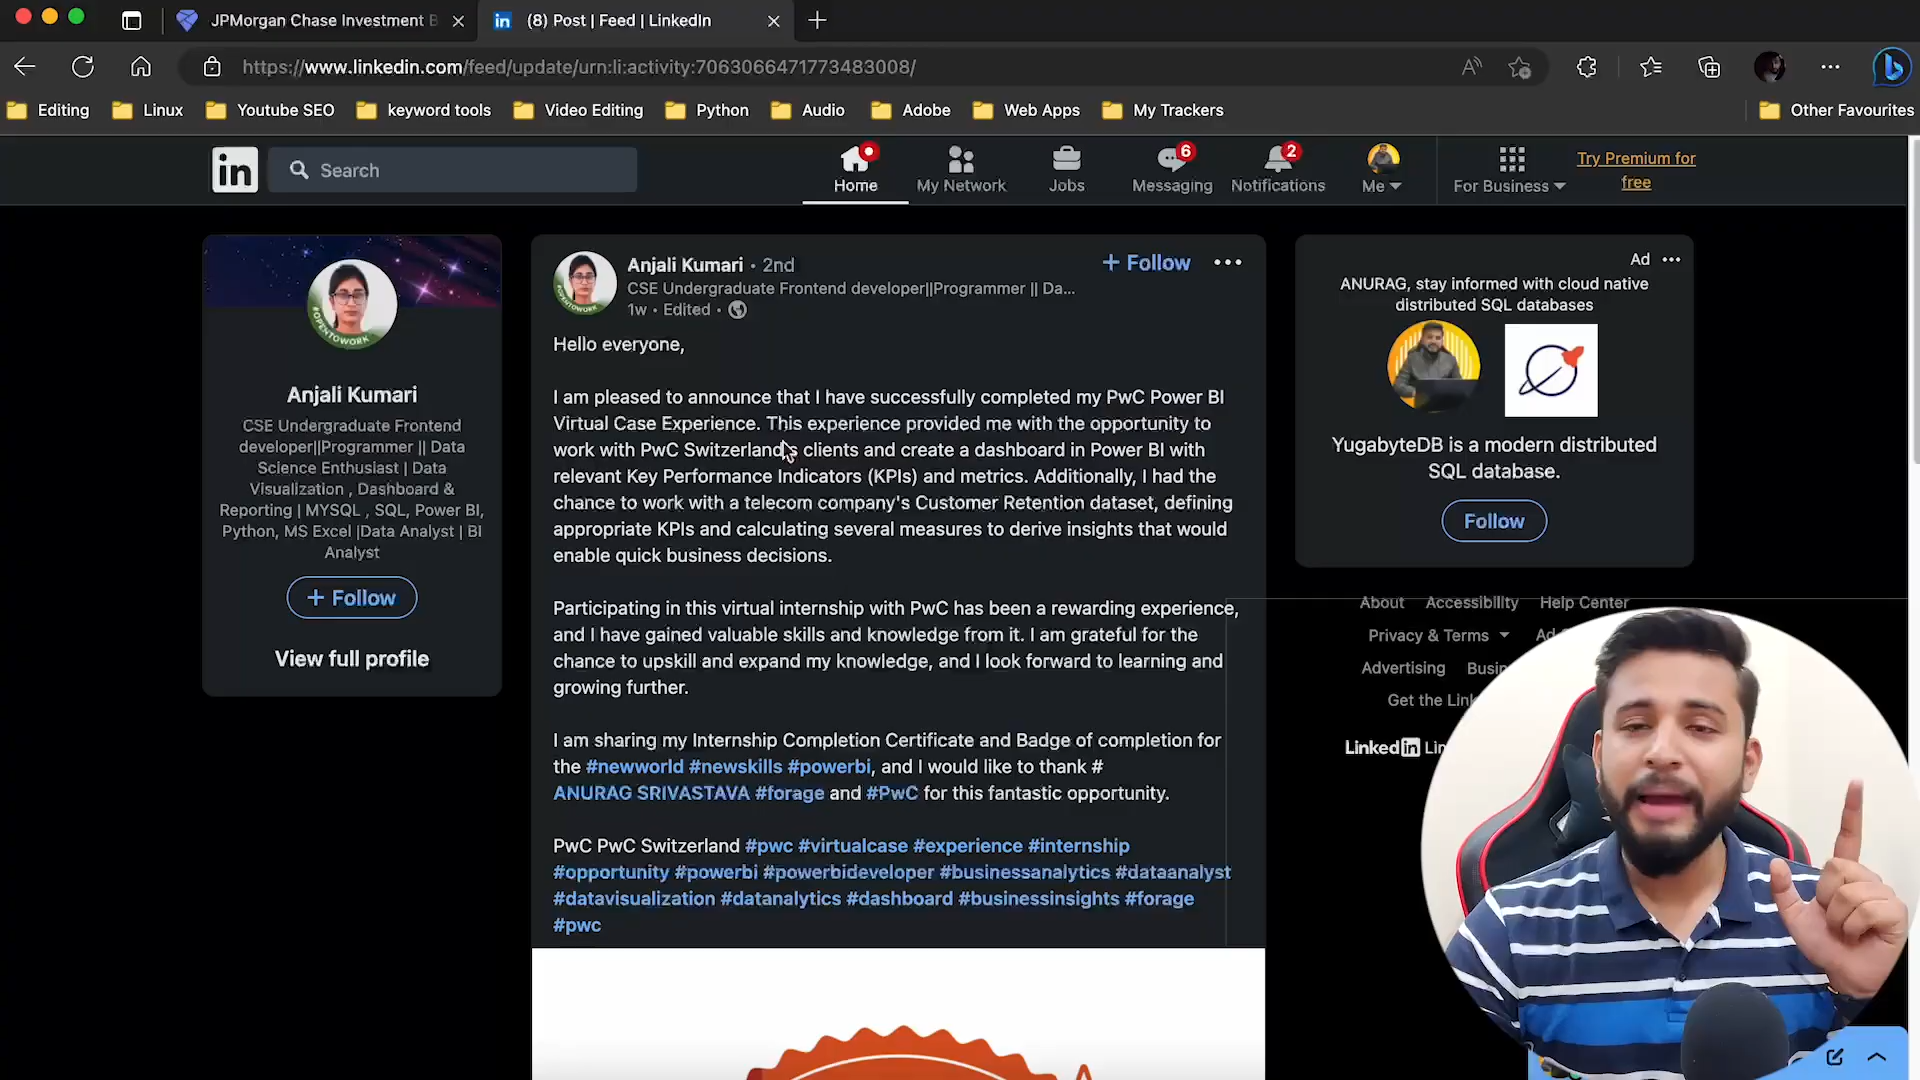 JPMorgan Chase Investment B
in (8) Post | Feed | LinkedIn
https://www.linkedin.com/feed/update/urn:li:activity:7063066471773483008/
Editing
Linux
Youtube SEO
keyword tools
Video Editing
Python
Audio
Adobe
Web Apps
My Trackers
Other Favourites
in
Search
Home
My Network
Jobs
6
Messaging
2
Notifications
Me
For Business
Try Premium for
free
#OPENTOWORK
Anjali Kumari
CSE Undergraduate Frontend
developer||Programmer || Data
Science Enthusiast | Data
Visualization , Dashboard &
Reporting | MYSQL , SQL, Power BI,
Python, MS Excel |Data Analyst | BI
Analyst
+ Follow
View full profile
Anjali Kumari • 2nd
CSE Undergraduate Frontend developer||Programmer || Da...
1w • Edited •
+ Follow
Hello everyone,
I am pleased to announce that I have successfully completed my PwC Power BI
Virtual Case Experience. This experience provided me with the opportunity to
work with PwC Switzerland's clients and create a dashboard in Power BI with
relevant Key Performance Indicators (KPIs) and metrics. Additionally, I had the
chance to work with a telecom company's Customer Retention dataset, defining
appropriate KPIs and calculating several measures to derive insights that would
enable quick business decisions.
Participating in this virtual internship with PwC has been a rewarding experience,
and I have gained valuable skills and knowledge from it. I am grateful for the
chance to upskill and expand my knowledge, and I look forward to learning and
growing further.
I am sharing my Internship Completion Certificate and Badge of completion for
the #newworld #newskills #powerbi, and I would like to thank #
ANURAG SRIVASTAVA #forage and #PwC for this fantastic opportunity.
PwC PwC Switzerland #pwc #virtualcase #experience #internship
#opportunity #powerbi #powerbideveloper #businessanalytics #dataanalyst
#datavisualization #datanalytics #dashboard #businessinsights #forage
#pwc
Ad
ANURAG, stay informed with cloud native
distributed SQL databases
YugabyteDB is a modern distributed
SQL database.
Follow
About Accessibility Help Center
Privacy & Terms Ad
Advertising Busin
Get the Link
Linked in Lin